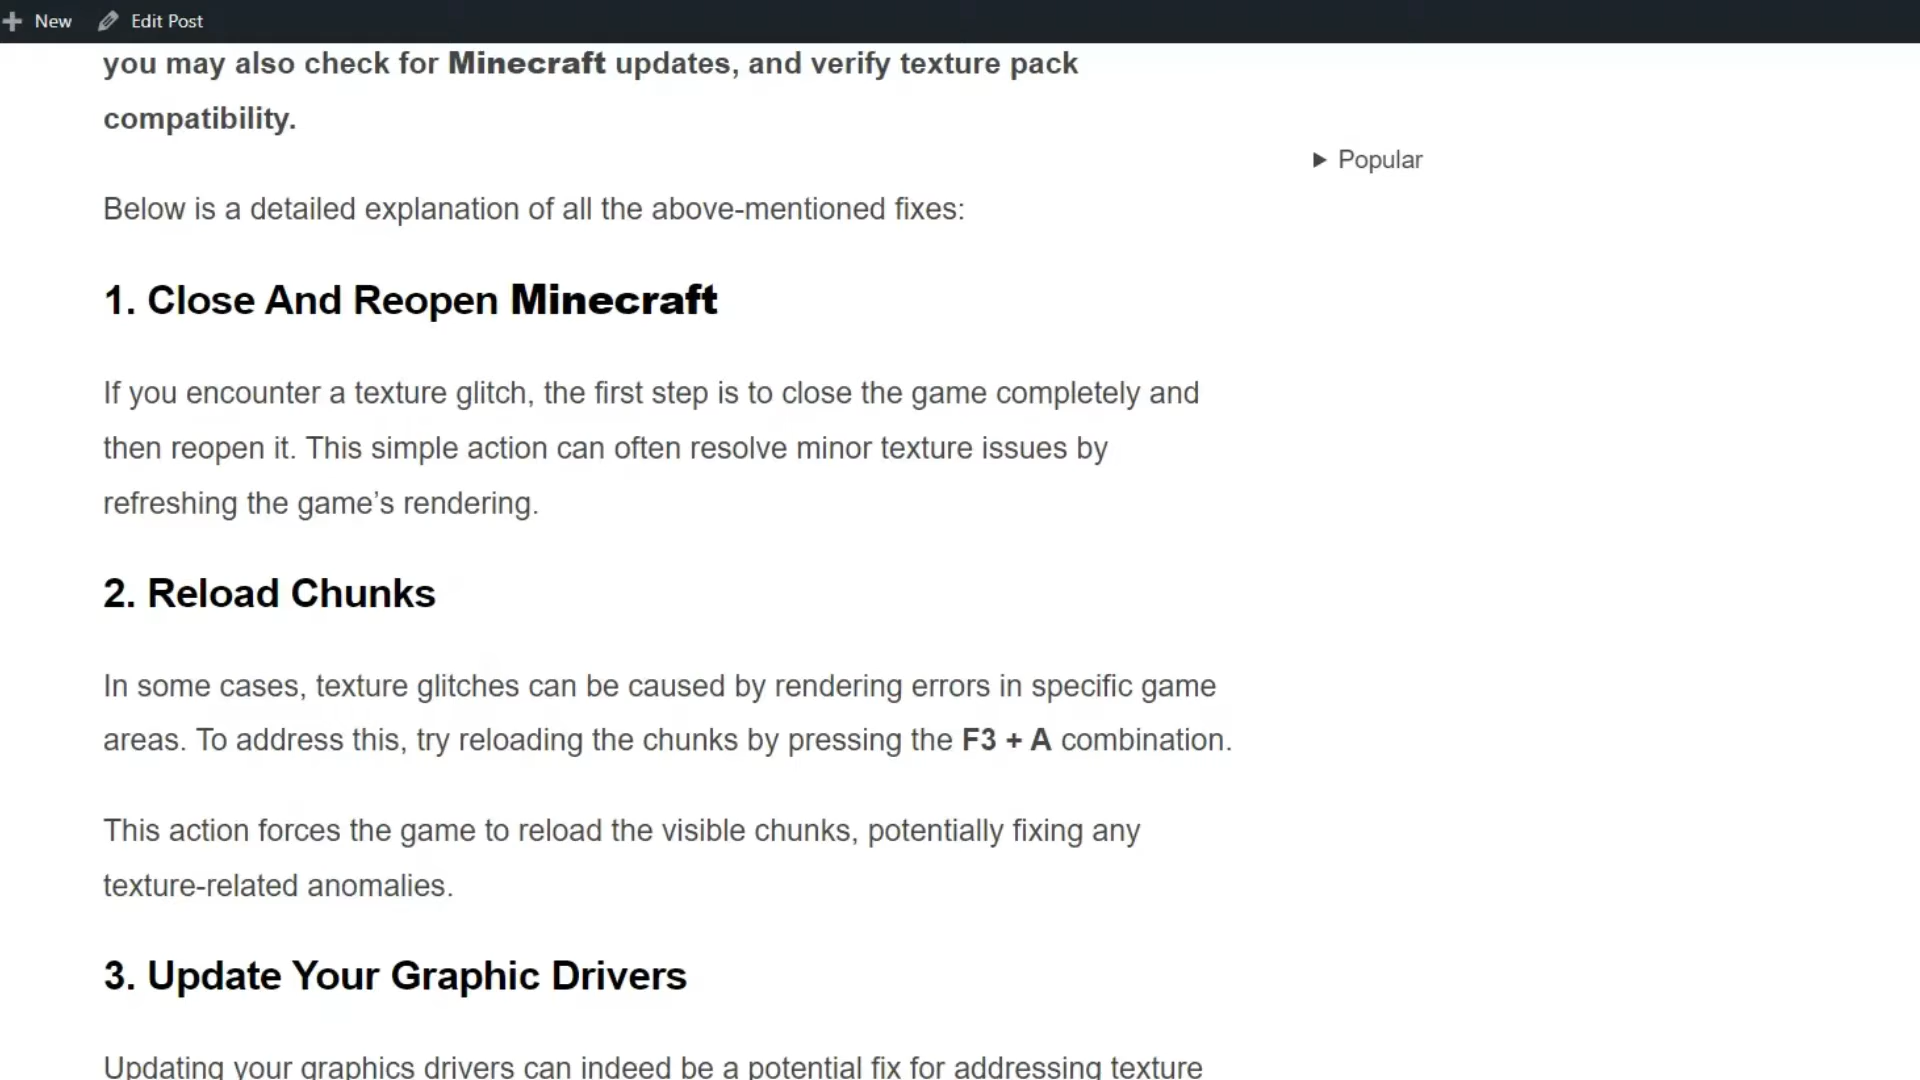 New Edit Post
you may also check for Minecraft updates, and verify texture pack
compatibility.
Popular
Below is a detailed explanation of all the above-mentioned fixes:
1. Close And Reopen Minecraft
If you encounter a texture glitch, the first step is to close the game completely and
then reopen it. This simple action can often resolve minor texture issues by
refreshing the game’s rendering.
2. Reload Chunks
In some cases, texture glitches can be caused by rendering errors in specific game
areas. To address this, try reloading the chunks by pressing the F3 + A combination.
This action forces the game to reload the visible chunks, potentially fixing any
texture-related anomalies.
3. Update Your Graphic Drivers
Updating your graphics drivers can indeed be a potential fix for addressing texture